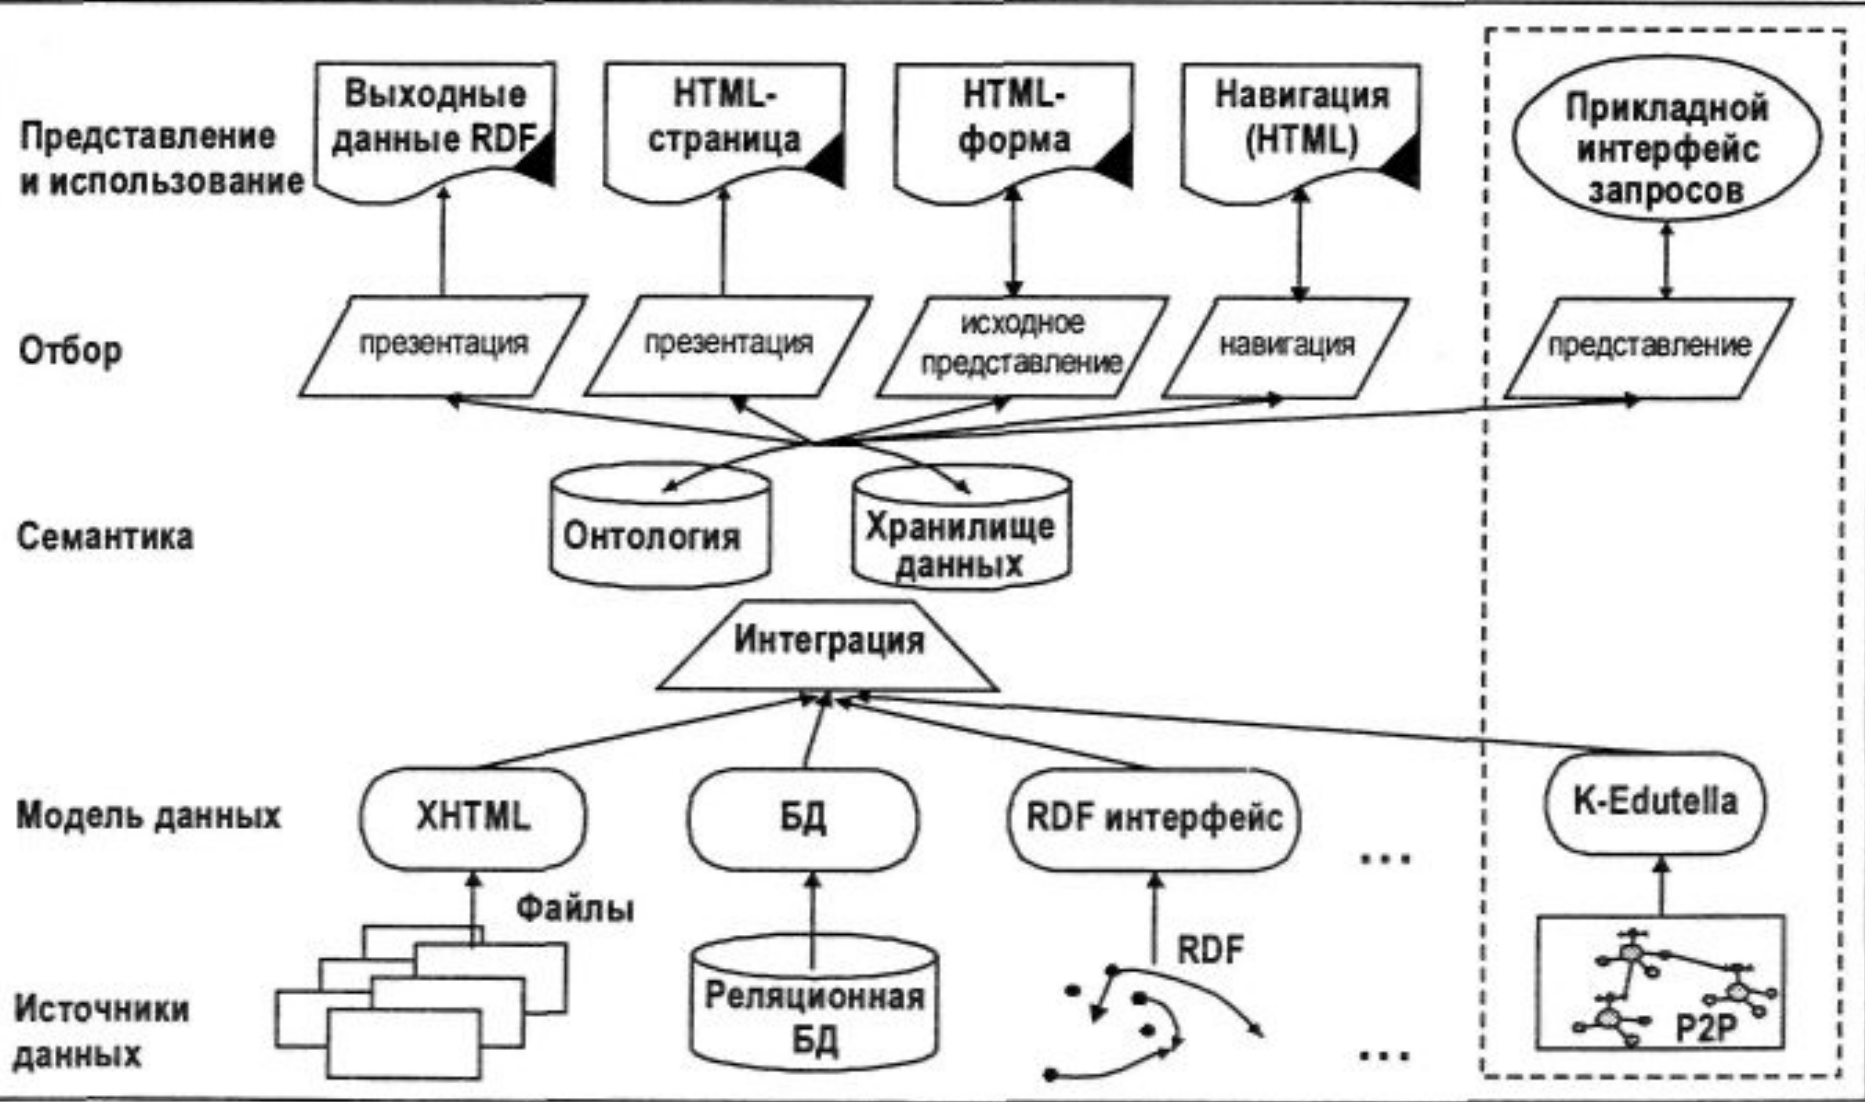 Представление
и использование
Выходные
данные RDF
HTML-
страница
HTML-
форма
Навигация
(HTML)
Прикладной
интерфейс
запросов
Отбор
презентация
презентация
исходное
представление
навигация
представление
Семантика
Онтология
Хранилище
данных
Интеграция
Модель данных
XHTML
БД
RDF интерфейс
...
K-Edutella
Файлы
Источники
данных
Реляционная
БД
RDF
...
P2P